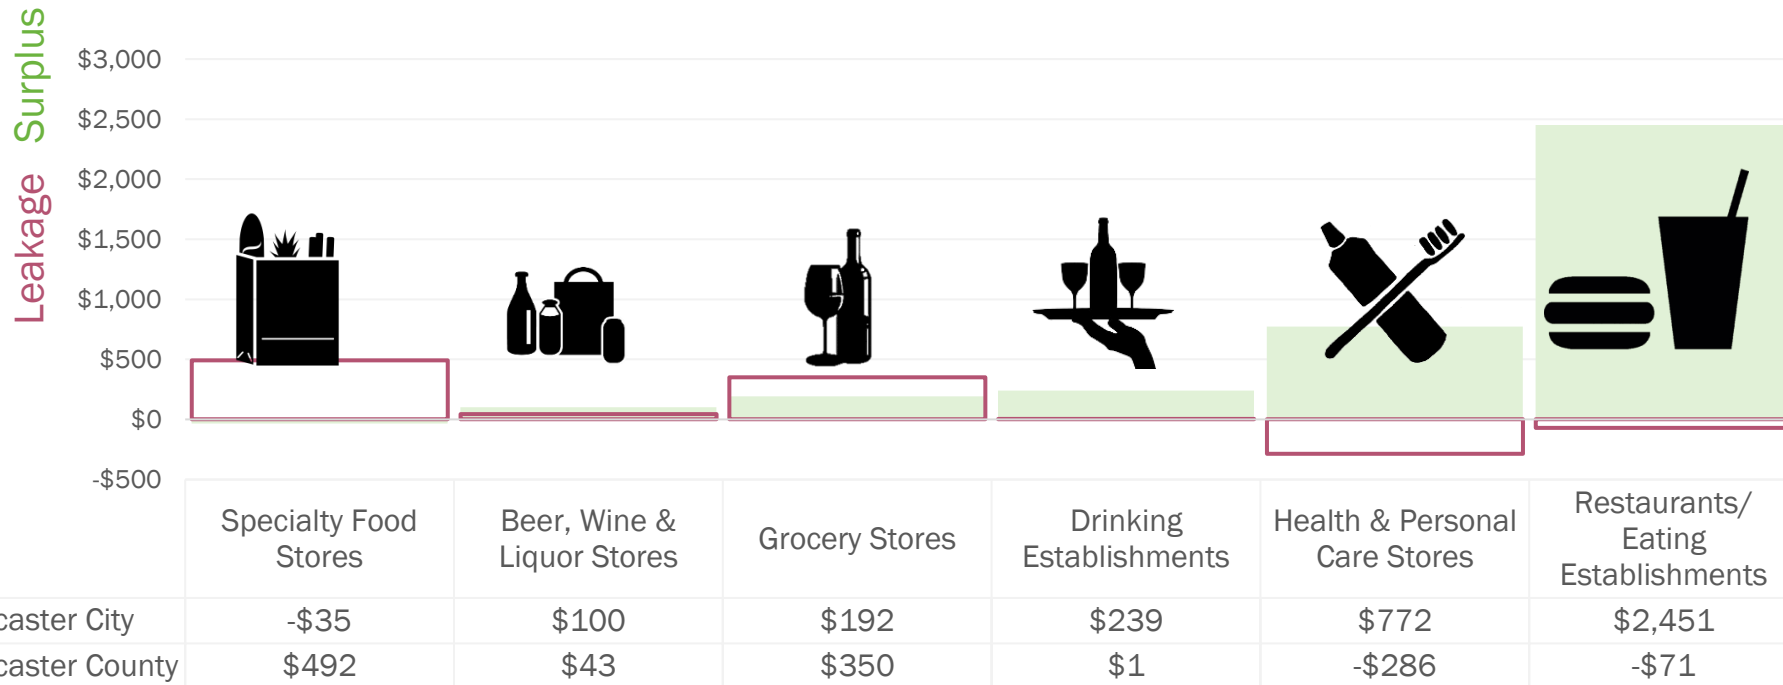 Surplus
Leakage
$3,000
$2,500
$2,000
$1,500
$1,000
$500
$0
-$500
Specialty Food
Stores
Beer, Wine &
Liquor Stores
Grocery Stores
Drinking
Establishments
Health & Personal
Care Stores
Restaurants/
Eating
Establishments
caster City -$35 $100 $192 $239 $772 $2,451
caster County $492 $43 $350 $1 -$286 -$71